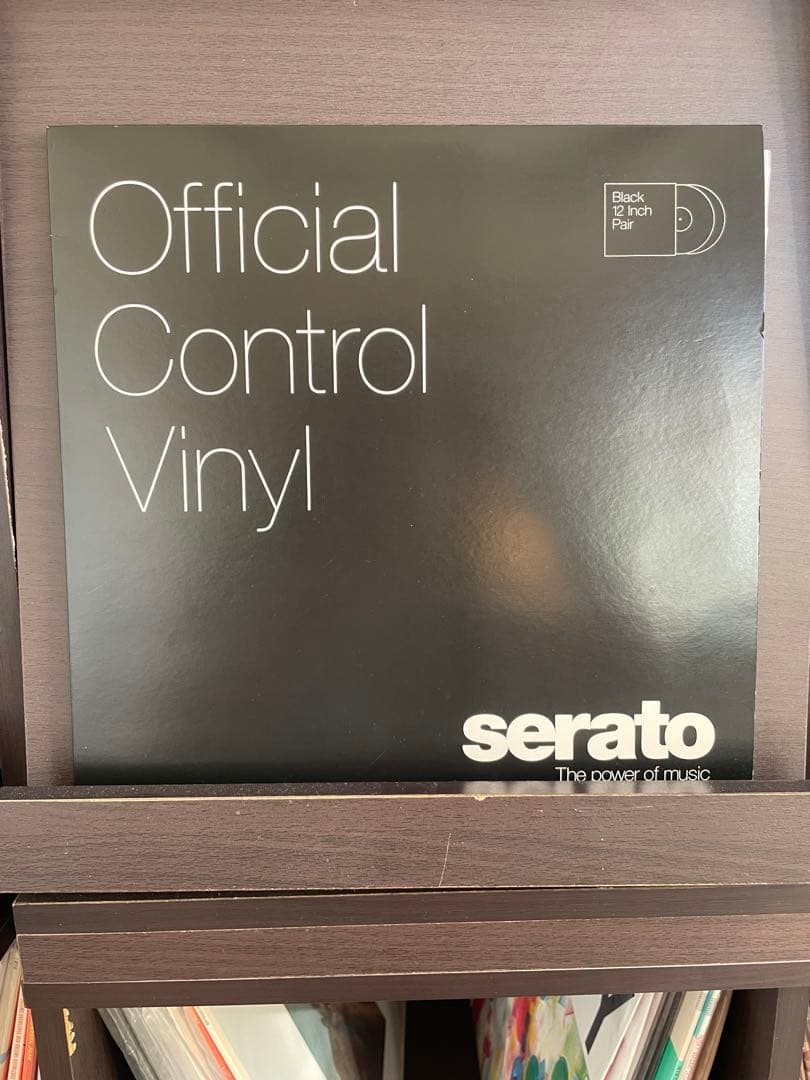 Official
Control
Vinyl
Black
12 Inch
Pair
serato
The power of music